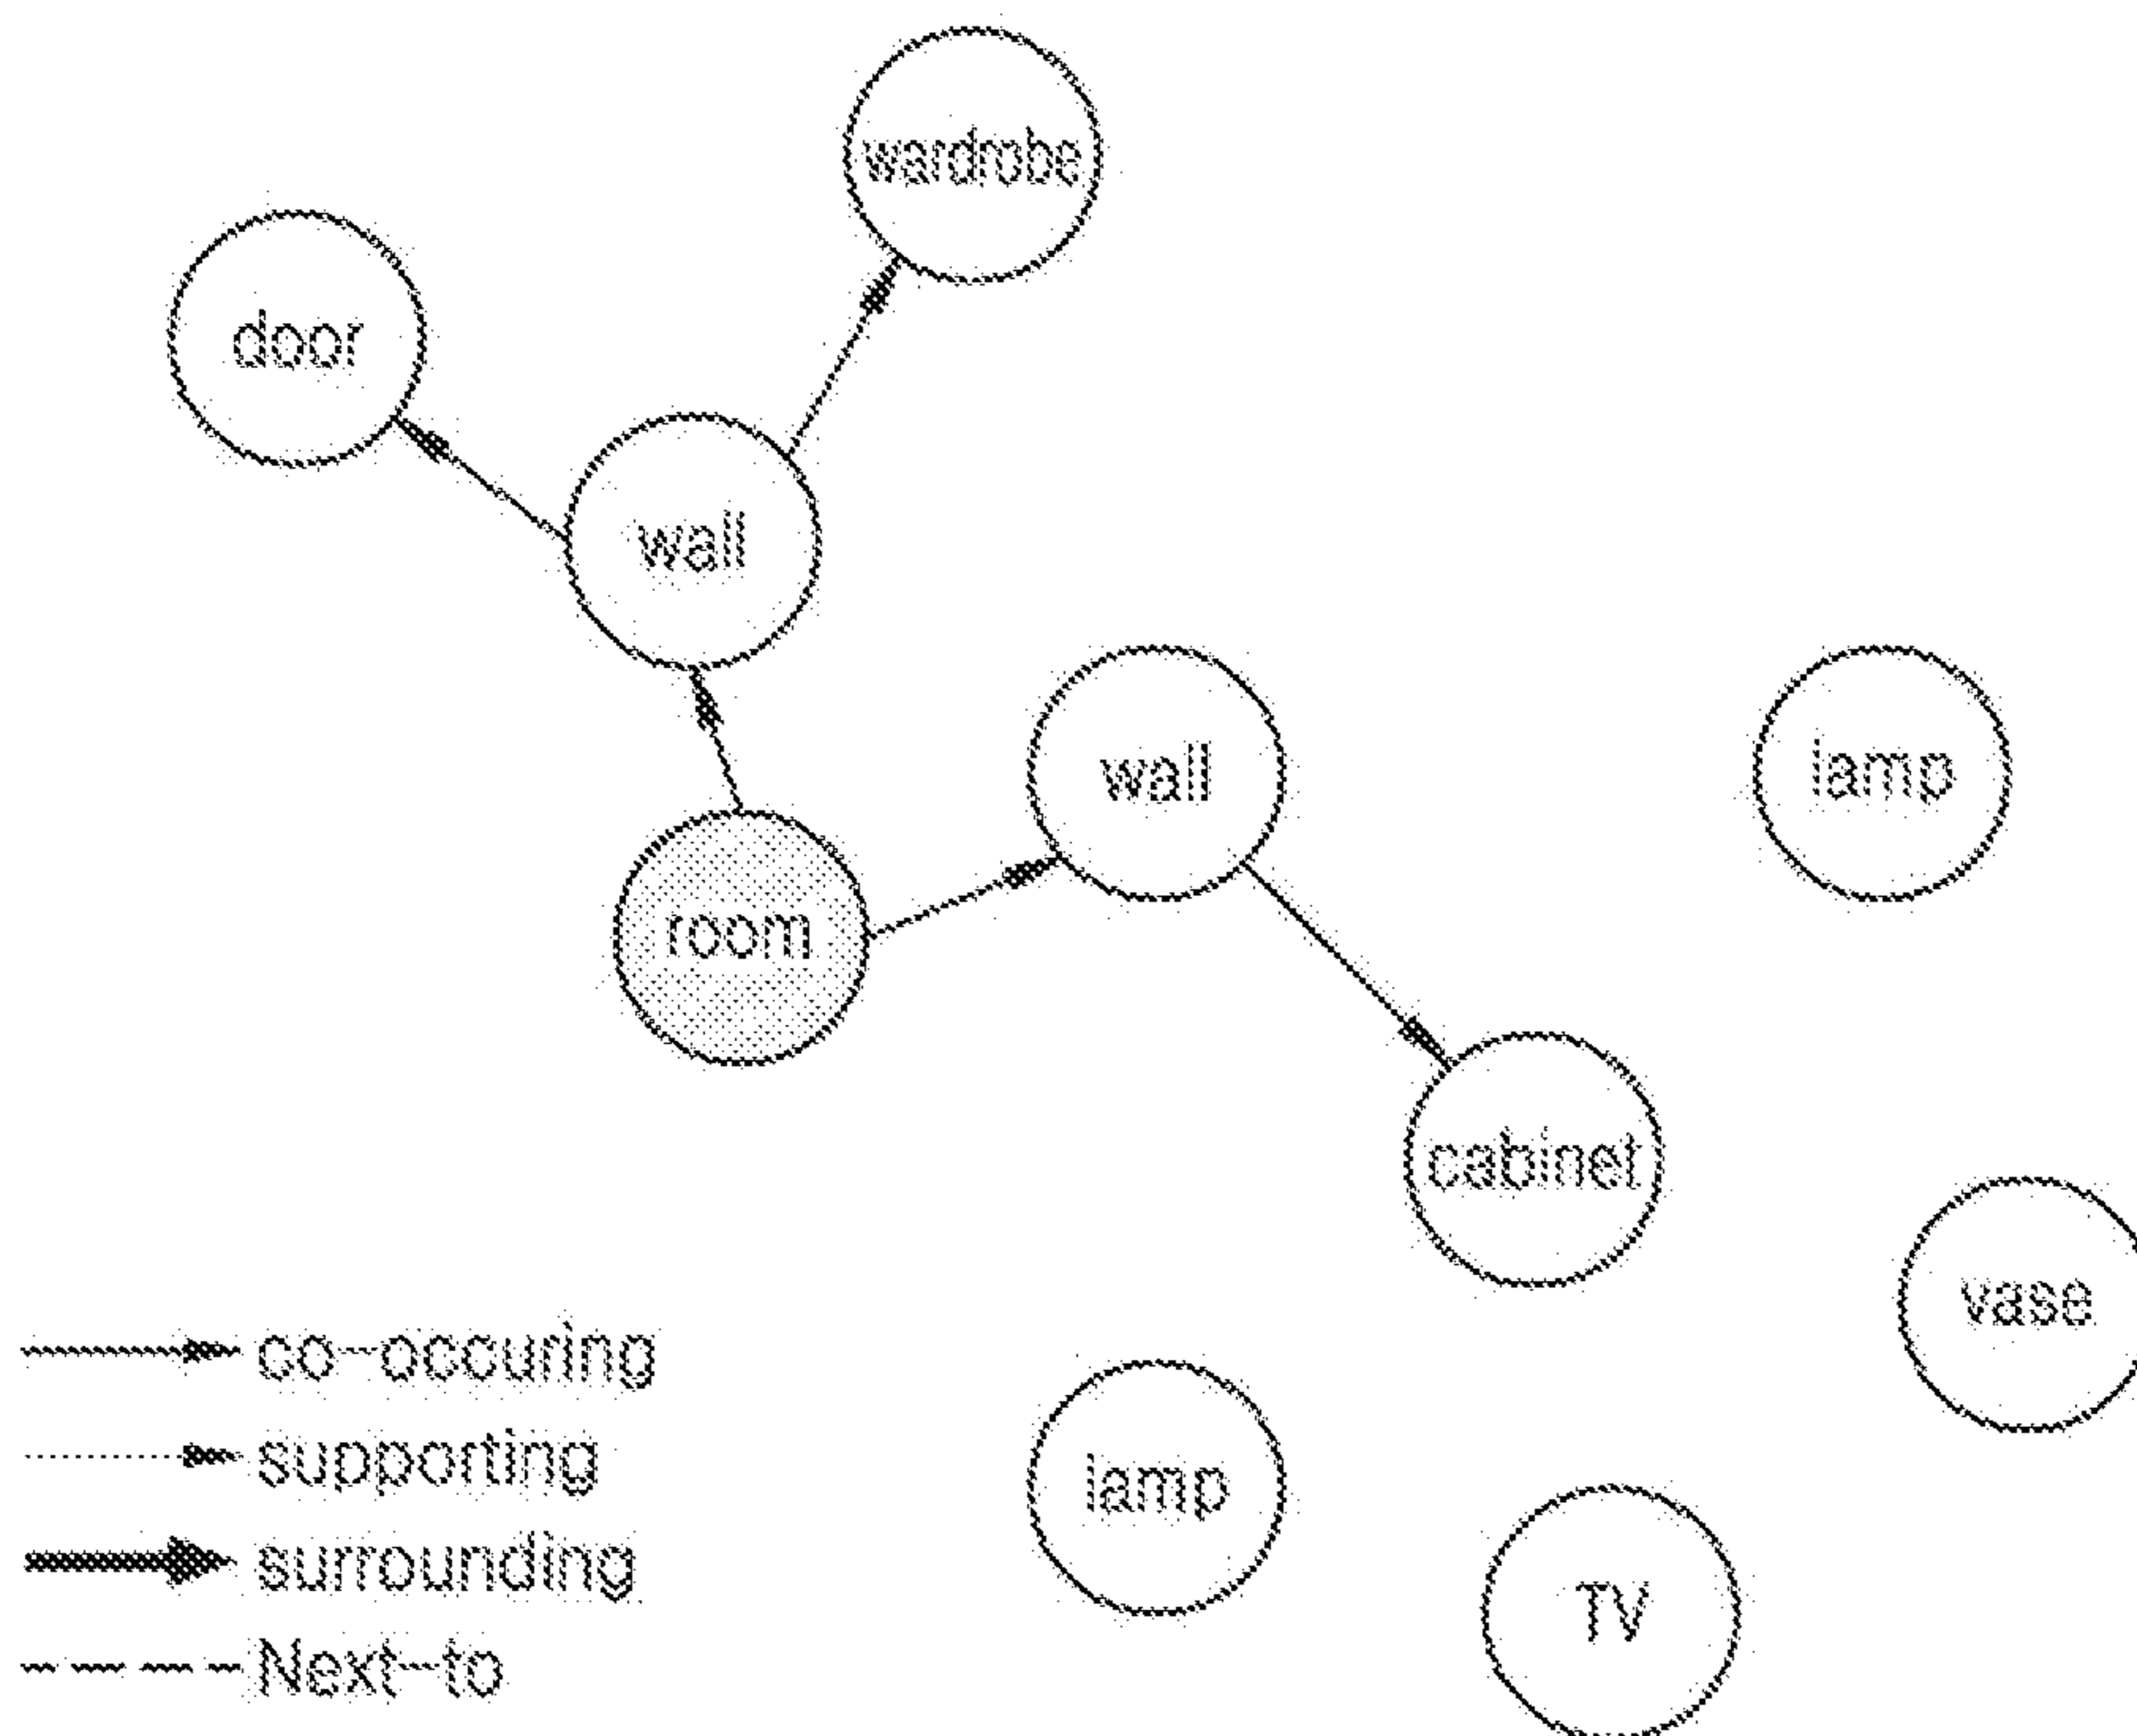 wardrobe
door
wall
wall
lamp
room
cabinet
vase
co-occuring
supporting
surrounding
Next-to
lamp
TV